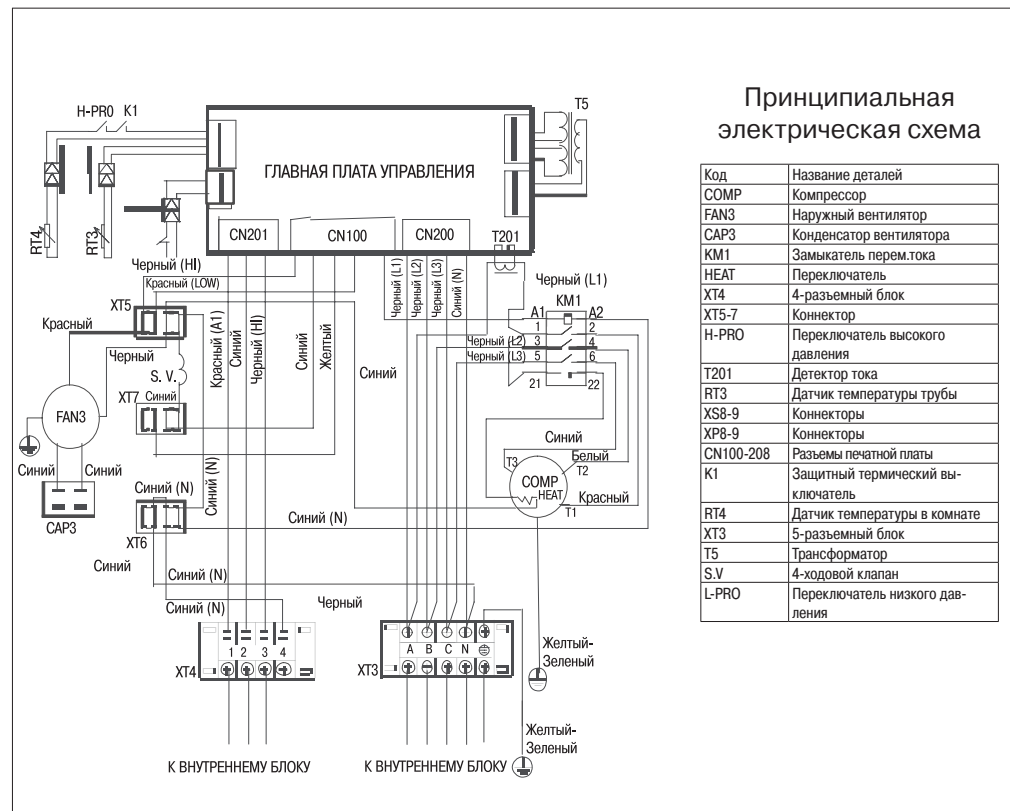 Принципиальная
электрическая схема
H-PR0 K1
T5
ГЛАВНАЯ ПЛАТА УПРАВЛЕНИЯ
RT4
RT3
CN201
CN100
CN200
T201
Черный (HI)
Красный (LOW)
XT5
Красный
Черный
S. V.
XT7
Синий
FAN3
Синий
Синий
CAP3
Синий (N)
XT6
Синий
Красный (A1)
Синий
Черный (HI)
Синий
Желтый
Синий
Синий (N)
Черный (L1)
Черный (L2)
Черный (L3)
Синий (N)
Черный (L1)
KM1
A1
A2
1
2
Черный (L2)
3
4
Черный (L3)
5
6
21
22
Синий
Белый
T3
T2
COMP
HEAT
Красный
T1
Синий (N)
Синий (N)
Синий (N)
Черный
1 2 3 4
XT4
A B C N
XT3
Желтый-
Зеленый
Желтый-
Зеленый
К ВНУТРЕННЕМУ БЛОКУ
К ВНУТРЕННЕМУ БЛОКУ
Код Название деталей
COMP Компрессор
FAN3 Наружный вентилятор
CAP3 Конденсатор вентилятора
KM1 Замыкатель перем.тока
HEAT Переключатель
XT4 4-разъемный блок
XT5-7 Коннектор
H-PRO Переключатель высокого
давления
T201 Детектор тока
RT3 Датчик температуры трубы
XS8-9 Коннекторы
XP8-9 Коннекторы
CN100-208 Разъемы печатной платы
K1 Защитный термический вы-
ключатель
RT4 Датчик температуры в комнате
XT3 5-разъемный блок
T5 Трансформатор
S.V 4-ходовой клапан
L-PRO Переключатель низкого дав-
ления